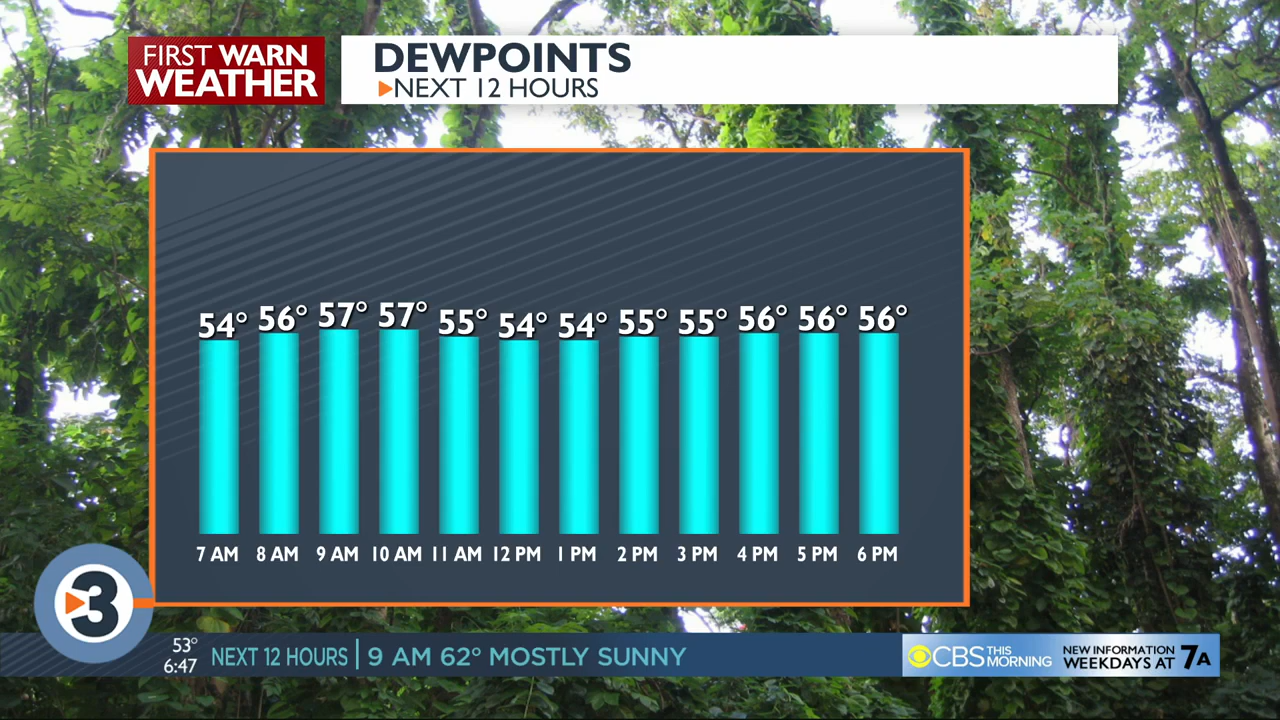 FIRST WARN
WEATHER
DEWPOINTS
NEXT 12 HOURS
54° 56° 57° 57° 55° 54° 54° 55° 55° 56° 56° 56°
7 AM 8 AM 9 AM 10 AM 11 AM 12 PM 1 PM 2 PM 3 PM 4 PM 5 PM 6 PM
3
53°
6:47
NEXT 12 HOURS | 9 AM 62° MOSTLY SUNNY
CBS THIS MORNING
NEW INFORMATION
WEEKDAYS AT 7A